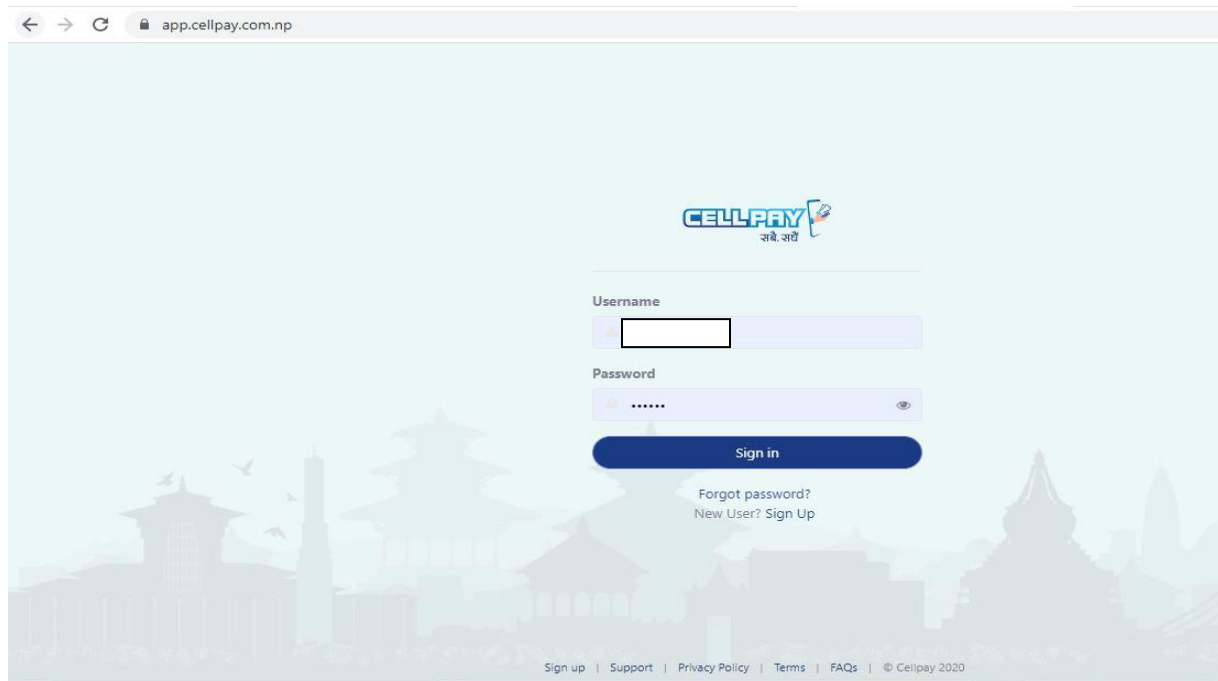 app.cellpay.com.np
CELLPAY
सबै. सधैं
Username
Password
••••••
Sign in
Forgot password?
New User? Sign Up
Sign up | Support | Privacy Policy | Terms | FAQs | © Cellpay 2020